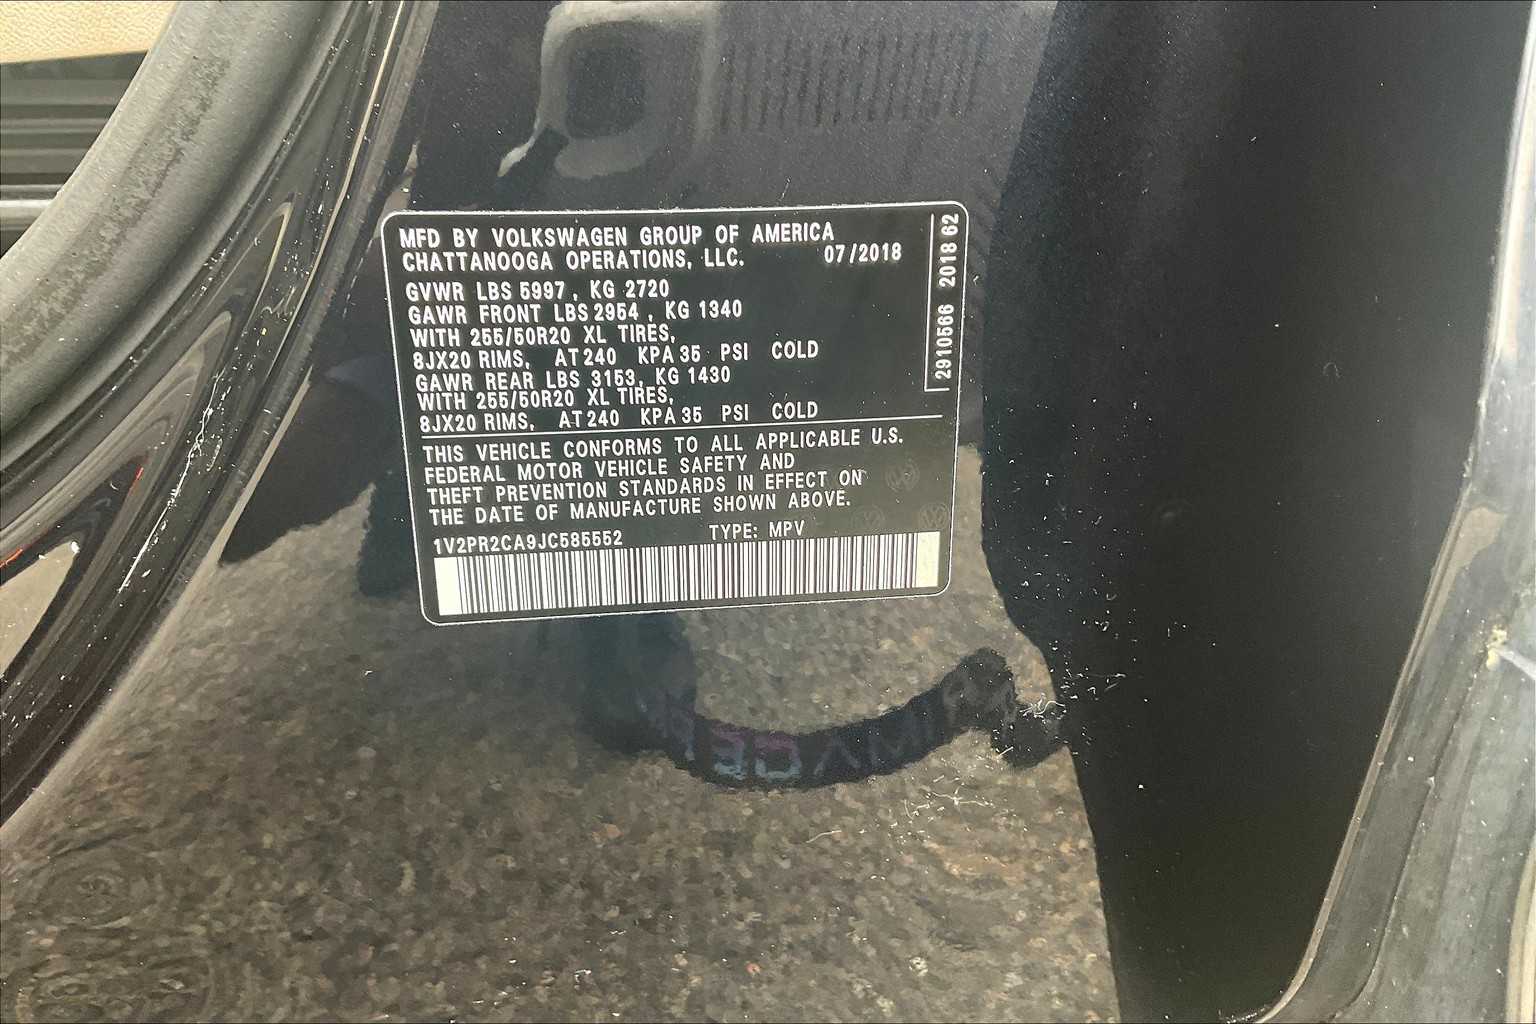 MFD BY VOLKSWAGEN GROUP OF AMERICA
CHATTANOOGA OPERATIONS, LLC. 07/2018
GVWR LBS 5997 , KG 2720
GAWR FRONT LBS 2954 , KG 1340
WITH 255/50R20 XL TIRES,
8JX20 RIMS, AT 240 KPA 35 PSI COLD
GAWR REAR LBS 3153, KG 1430
WITH 255/50R20 XL TIRES,
8JX20 RIMS, AT 240 KPA 35 PSI COLD
THIS VEHICLE CONFORMS TO ALL APPLICABLE U.S.
FEDERAL MOTOR VEHICLE SAFETY AND
THEFT PREVENTION STANDARDS IN EFFECT ON
THE DATE OF MANUFACTURE SHOWN ABOVE.
1V2PR2CA9JC585552 TYPE: MPV
2910566 2018 62